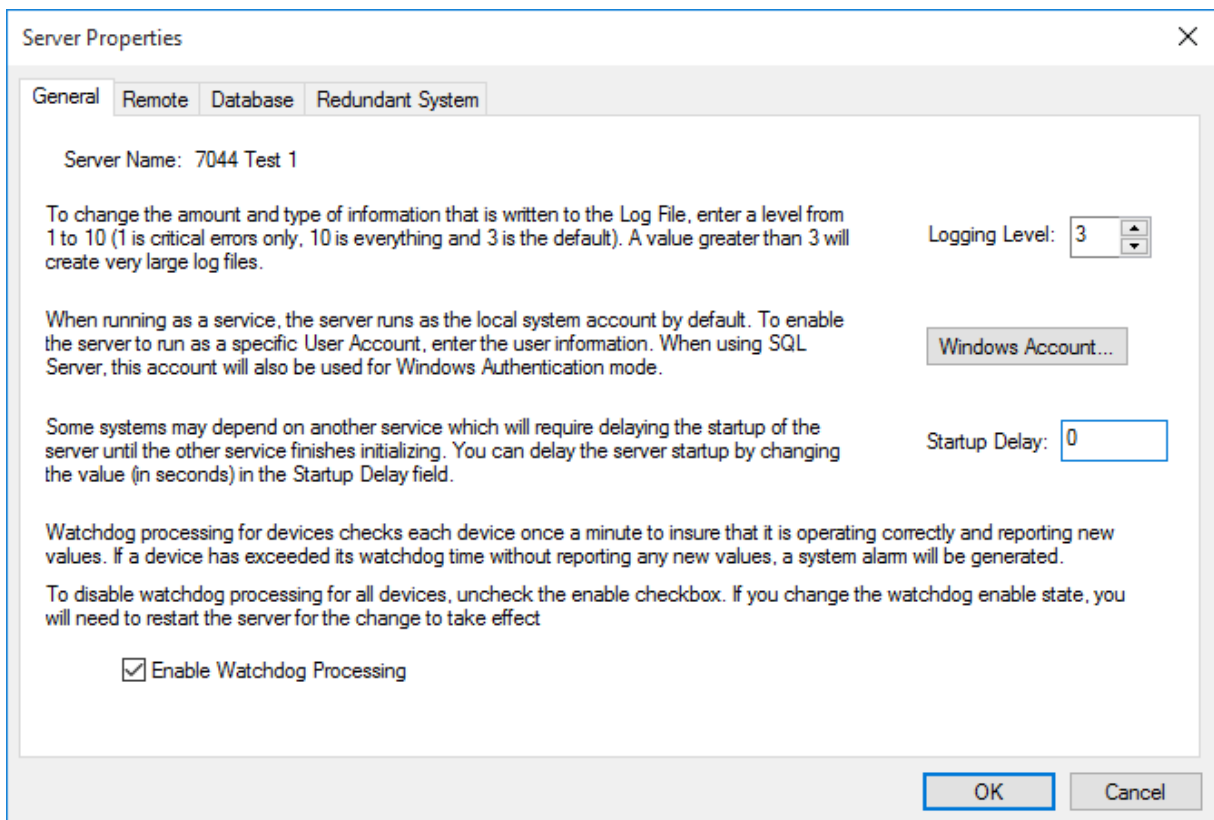 Server Properties
General Remote Database Redundant System
Server Name: 7044 Test 1
To change the amount and type of information that is written to the Log File, enter a level from
1 to 10 (1 is critical errors only, 10 is everything and 3 is the default). A value greater than 3 will
create very large log files.
Logging Level: 3
When running as a service, the server runs as the local system account by default. To enable
the server to run as a specific User Account, enter the user information. When using SQL
Server, this account will also be used for Windows Authentication mode.
Windows Account...
Some systems may depend on another service which will require delaying the startup of the
server until the other service finishes initializing. You can delay the server startup by changing
the value (in seconds) in the Startup Delay field.
Startup Delay: 0
Watchdog processing for devices checks each device once a minute to insure that it is operating correctly and reporting new
values. If a device has exceeded its watchdog time without reporting any new values, a system alarm will be generated.
To disable watchdog processing for all devices, uncheck the enable checkbox. If you change the watchdog enable state, you
will need to restart the server for the change to take effect
Enable Watchdog Processing
OK Cancel